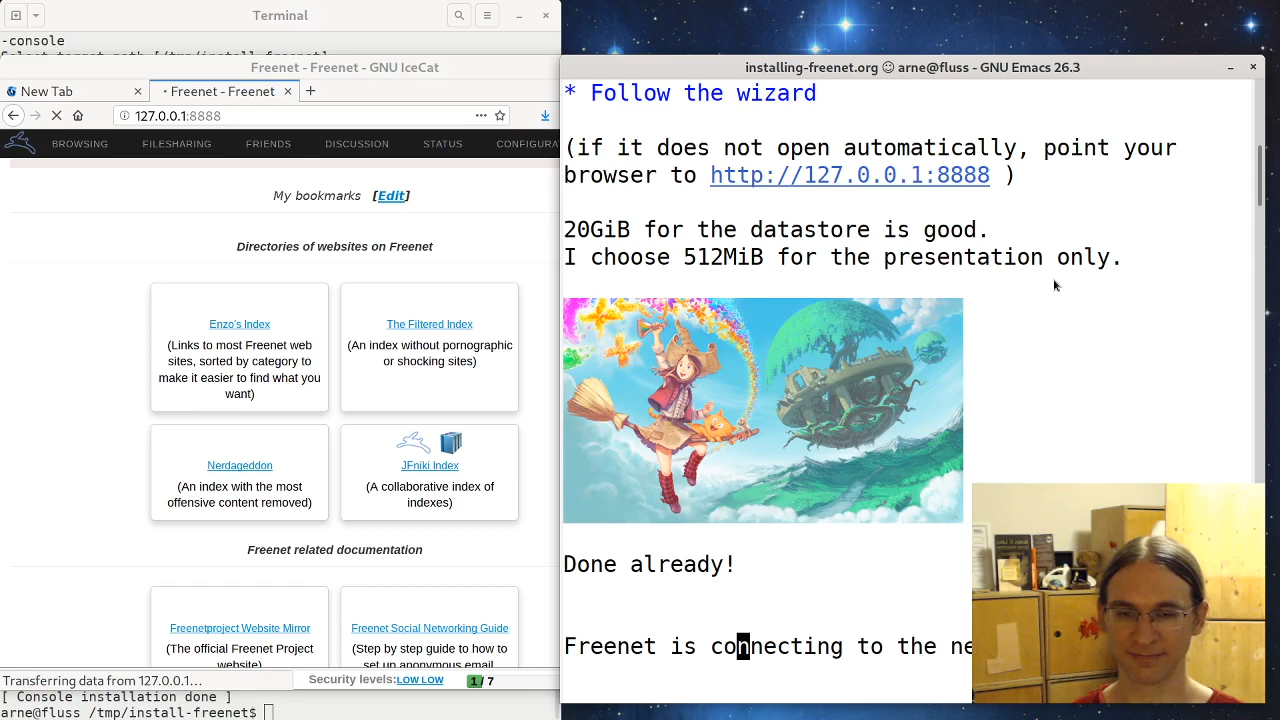 Terminal
-console
Freenet - Freenet - GNU IceCat
New Tab
Freenet - Freenet
127.0.0.1:8888
BROWSING FILESHARING FRIENDS DISCUSSION STATUS CONFIGURA
My bookmarks [Edit]
Directories of websites on Freenet
Enzo's Index
(Links to most Freenet web
sites, sorted by category to
make it easier to find what you
want)
The Filtered Index
(An index without pornographic
or shocking sites)
Nerdageddon
(An index with the most
offensive content removed)
JFniki Index
(A collaborative index of
indexes)
Freenet related documentation
Freenetproject Website Mirror
(The official Freenet Project
website)
Freenet Social Networking Guide
(Step by step guide to how to
set up anonymous email,
Transferring data from 127.0.0.1…
Security levels: LOW LOW
1 / 7
[ Console installation done ]
arne@fluss /tmp/install-freenet$
installing-freenet.org ☺ arne@fluss - GNU Emacs 26.3
* Follow the wizard
(if it does not open automatically, point your
browser to http://127.0.0.1:8888 )
20GiB for the datastore is good.
I choose 512MiB for the presentation only.
Done already!
Freenet is connecting to the ne